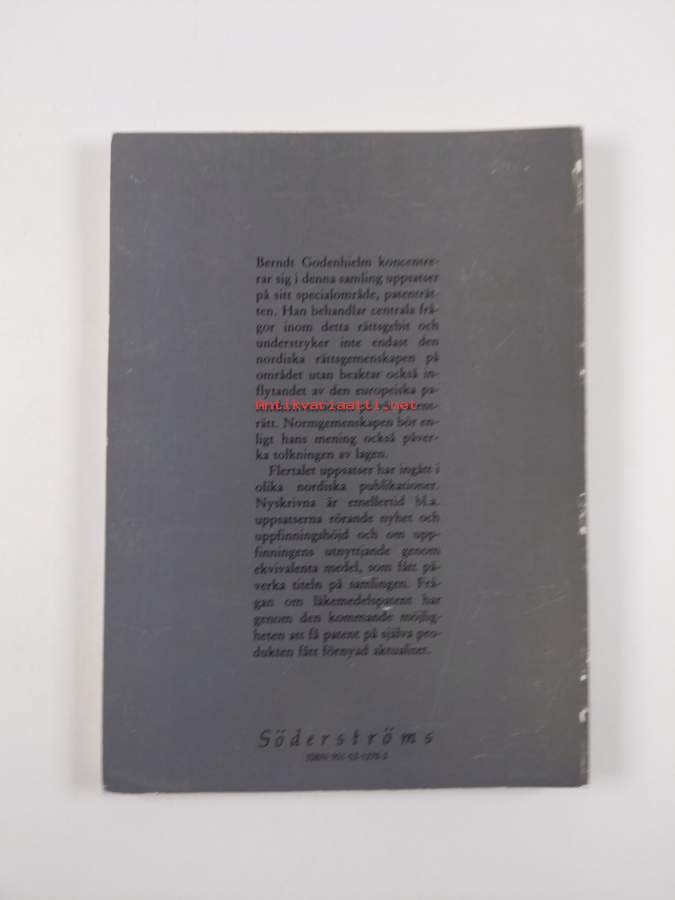 Berndt Godenhielm koncentre-
rar sig i denna samling uppsatser
på sitt specialområde, patenträt-
ten. Han behandlar centrala frå-
gor inom detta rättsgebit och
understryker inte endast den
nordiska rättsgemenskapen på
området utan beaktar också in-
flytandet av den europeiska pa-
Antikvariaatti.net
rätt. Normgemenskapen bör en-
ligt hans mening också påver-
ka tolkningen av lagen.
Flertalet uppsatser har ingått i
olika nordiska publikationer.
Nyskrivna är emellertid bl.a.
uppsatserna rörande nyhet och
uppfinningshöjd och om upp-
finningens utnyttjande genom
ekvivalenta medel, som fått på-
verka titeln på samlingen. Frå-
gan om läkemedelspatent har
genom den kommande möjlig-
heten att få patent på själva pro-
dukten fått förnyad aktualitet.
Söderströms
ISBN